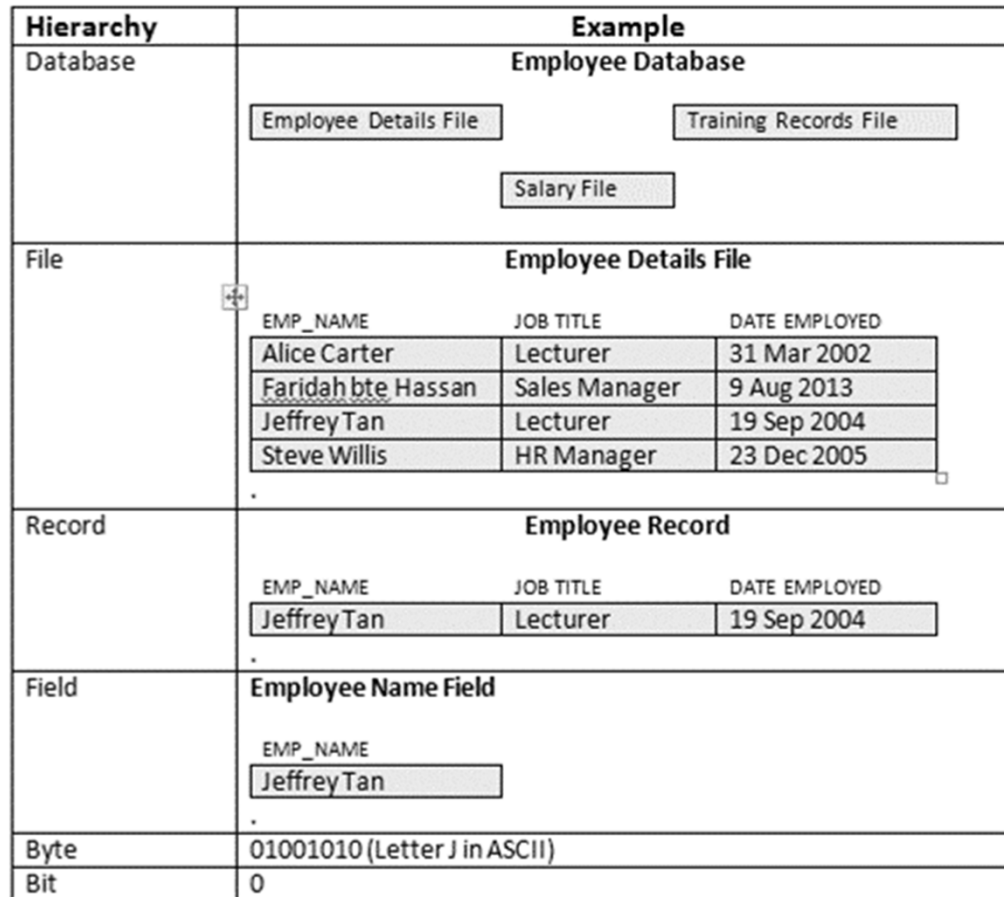 Hierarchy Example
Database Employee Database
Employee Details File Training Records File
Salary File
File Employee Details File
EMP_NAME JOB TITLE DATE EMPLOYED
Alice Carter Lecturer 31 Mar 2002
Faridah bte Hassan Sales Manager 9 Aug 2013
Jeffrey Tan Lecturer 19 Sep 2004
Steve Willis HR Manager 23 Dec 2005
.
Record Employee Record
EMP_NAME JOB TITLE DATE EMPLOYED
Jeffrey Tan Lecturer 19 Sep 2004
.
Field Employee Name Field
EMP_NAME
Jeffrey Tan
.
Byte 01001010 (Letter J in ASCII)
Bit 0